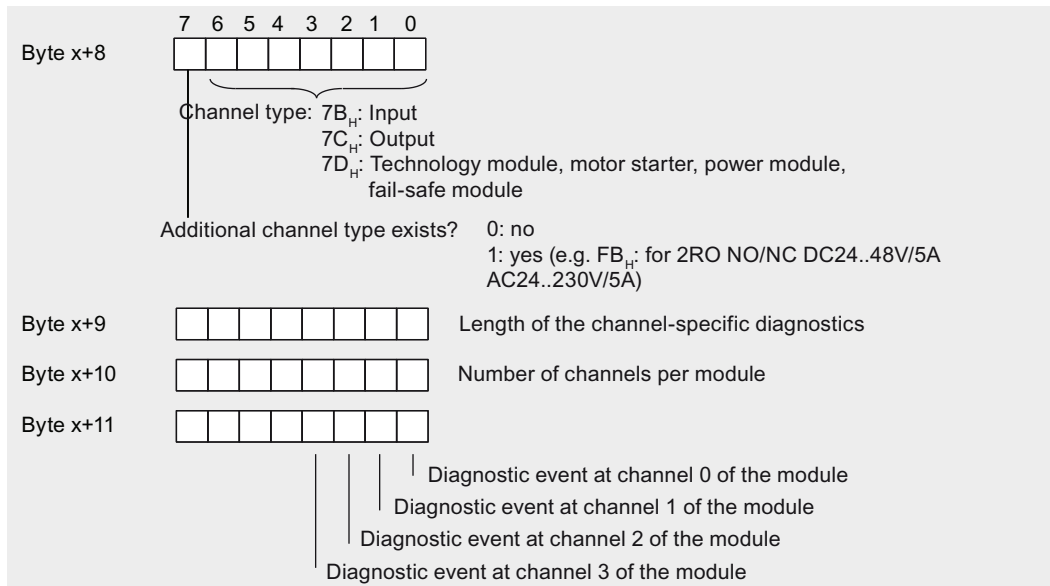 7 6 5 4 3 2 1 0
Byte x+8
Channel type: 7BH: Input
7CH: Output
7DH: Technology module, motor starter, power module,
fail-safe module
Additional channel type exists? 0: no
1: yes (e.g. FBH: for 2RO NO/NC DC24..48V/5A
AC24..230V/5A)
Byte x+9 Length of the channel-specific diagnostics
Byte x+10 Number of channels per module
Byte x+11
Diagnostic event at channel 0 of the module
Diagnostic event at channel 1 of the module
Diagnostic event at channel 2 of the module
Diagnostic event at channel 3 of the module